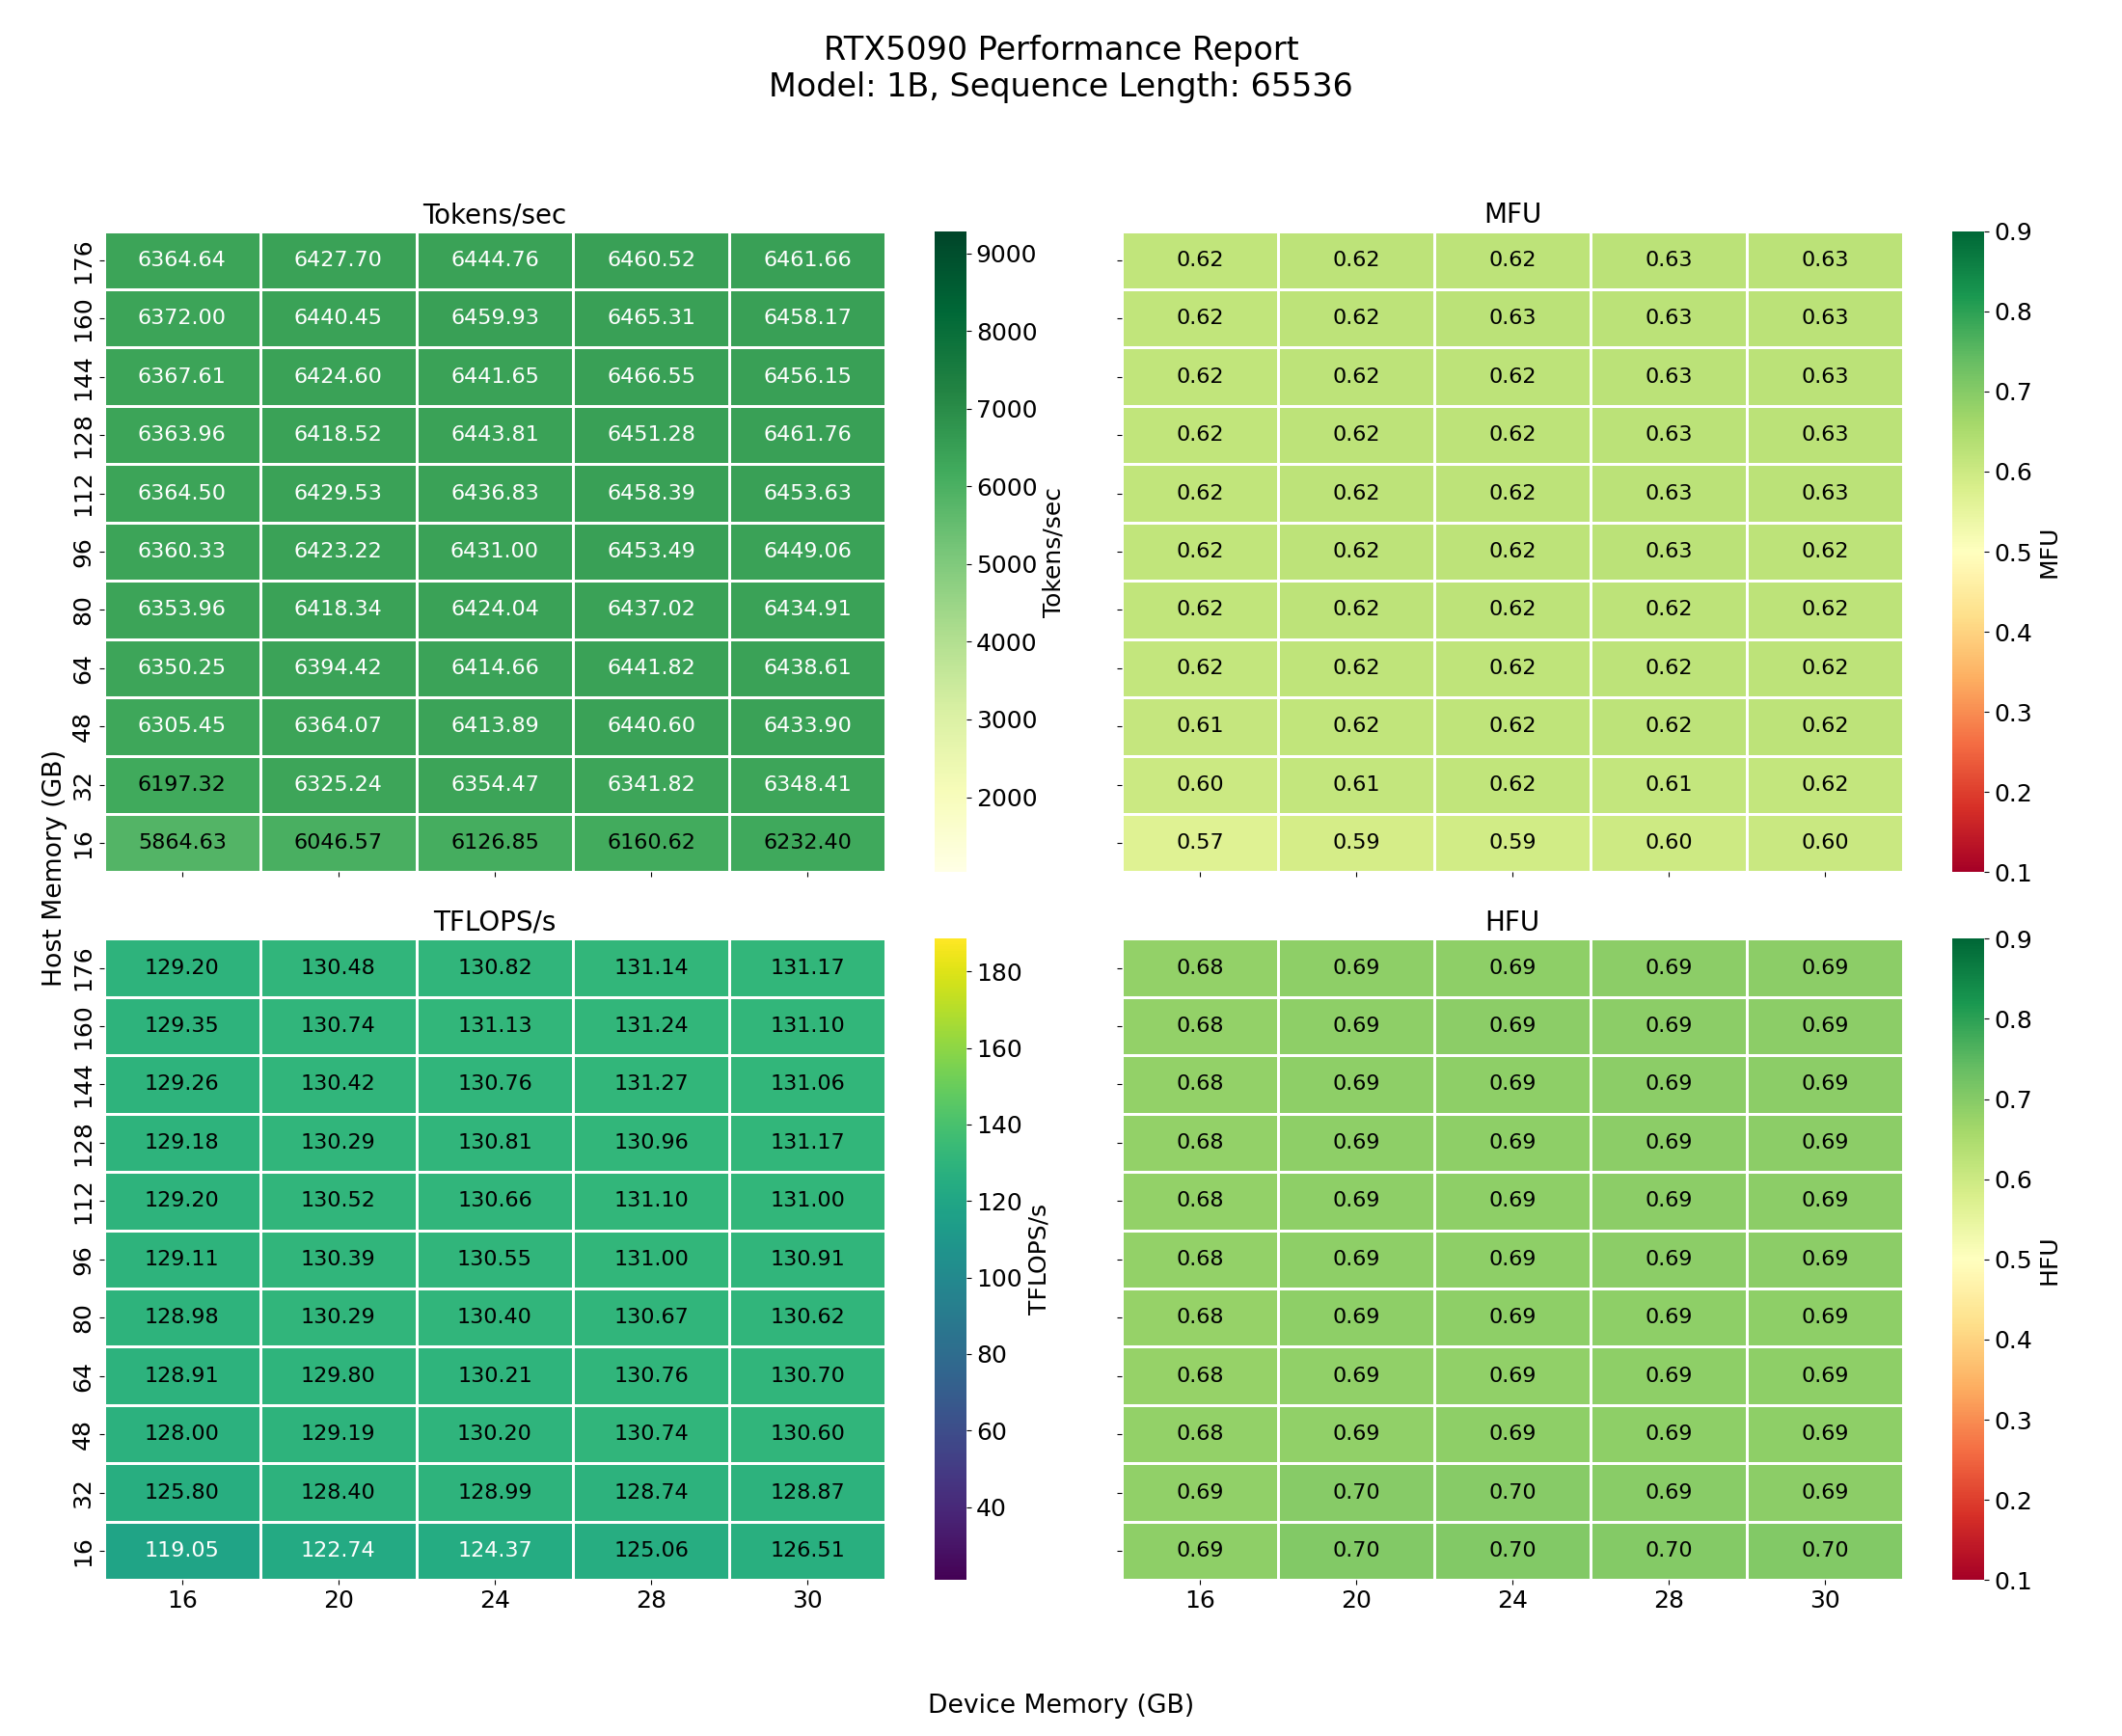 RTX5090 Performance Report
Model: 1B, Sequence Length: 65536
Tokens/sec
176 6364.64 6427.70 6444.76 6460.52 6461.66
160 6372.00 6440.45 6459.93 6465.31 6458.17
144 6367.61 6424.60 6441.65 6466.55 6456.15
128 6363.96 6418.52 6443.81 6451.28 6461.76
112 6364.50 6429.53 6436.83 6458.39 6453.63
96 6360.33 6423.22 6431.00 6453.49 6449.06
80 6353.96 6418.34 6424.04 6437.02 6434.91
64 6350.25 6394.42 6414.66 6441.82 6438.61
48 6305.45 6364.07 6413.89 6440.60 6433.90
32 6197.32 6325.24 6354.47 6341.82 6348.41
16 5864.63 6046.57 6126.85 6160.62 6232.40
9000
8000
7000
6000
5000
4000
3000
2000
Tokens/sec
MFU
0.62 0.62 0.62 0.63 0.63
0.62 0.62 0.63 0.63 0.63
0.62 0.62 0.62 0.63 0.63
0.62 0.62 0.62 0.63 0.63
0.62 0.62 0.62 0.63 0.63
0.62 0.62 0.62 0.63 0.62
0.62 0.62 0.62 0.62 0.62
0.62 0.62 0.62 0.62 0.62
0.61 0.62 0.62 0.62 0.62
0.60 0.61 0.62 0.61 0.62
0.57 0.59 0.59 0.60 0.60
0.9
0.8
0.7
0.6
0.5
0.4
0.3
0.2
0.1
MFU
Host Memory (GB)
TFLOPS/s
176 129.20 130.48 130.82 131.14 131.17
160 129.35 130.74 131.13 131.24 131.10
144 129.26 130.42 130.76 131.27 131.06
128 129.18 130.29 130.81 130.96 131.17
112 129.20 130.52 130.66 131.10 131.00
96 129.11 130.39 130.55 131.00 130.91
80 128.98 130.29 130.40 130.67 130.62
64 128.91 129.80 130.21 130.76 130.70
48 128.00 129.19 130.20 130.74 130.60
32 125.80 128.40 128.99 128.74 128.87
16 119.05 122.74 124.37 125.06 126.51
16 20 24 28 30
180
160
140
120
100
80
60
40
TFLOPS/s
HFU
0.68 0.69 0.69 0.69 0.69
0.68 0.69 0.69 0.69 0.69
0.68 0.69 0.69 0.69 0.69
0.68 0.69 0.69 0.69 0.69
0.68 0.69 0.69 0.69 0.69
0.68 0.69 0.69 0.69 0.69
0.68 0.69 0.69 0.69 0.69
0.68 0.69 0.69 0.69 0.69
0.68 0.69 0.69 0.69 0.69
0.69 0.70 0.70 0.69 0.69
0.69 0.70 0.70 0.70 0.70
16 20 24 28 30
0.9
0.8
0.7
0.6
0.5
0.4
0.3
0.2
0.1
HFU
Device Memory (GB)